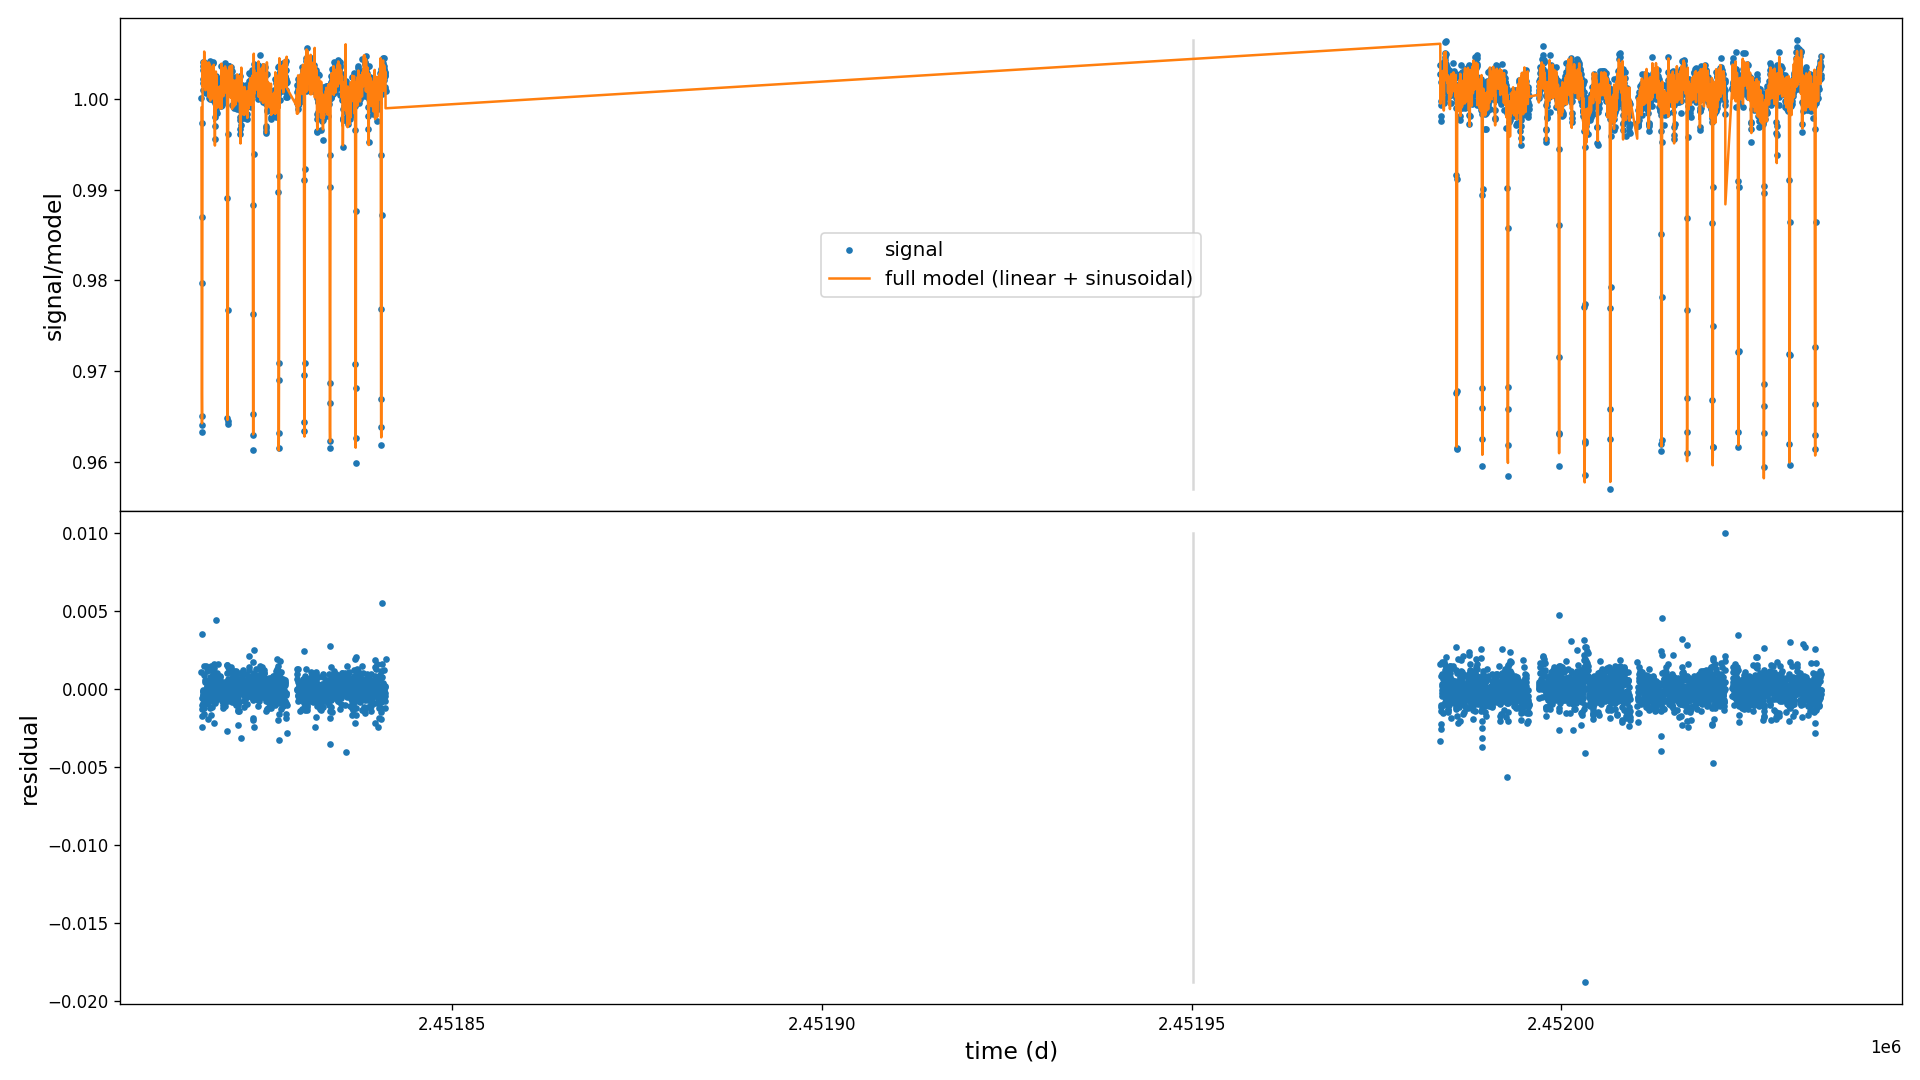 1.00
0.99
0.98
0.97
0.96
signal/model
signal
full model (linear + sinusoidal)
0.010
0.005
0.000
−0.005
−0.010
−0.015
−0.020
residual
2.45185
2.45190
2.45195
2.45200
1e6
time (d)